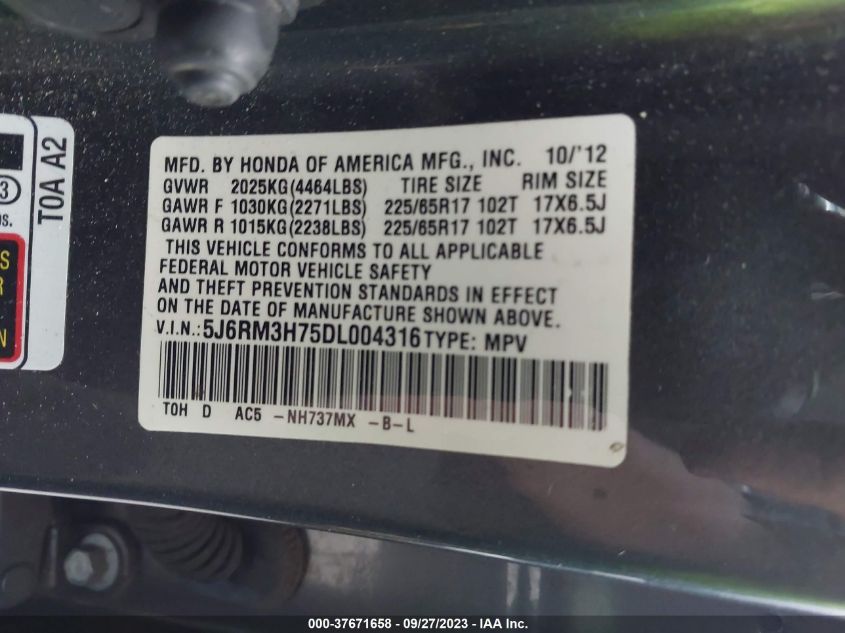 MFD. BY HONDA OF AMERICA MFG., INC. 10/'12
GVWR 2025KG(4464LBS) TIRE SIZE RIM SIZE
GAWR F 1030KG(2271LBS) 225/65R17 102T 17X6.5J
GAWR R 1015KG(2238LBS) 225/65R17 102T 17X6.5J
THIS VEHICLE CONFORMS TO ALL APPLICABLE
FEDERAL MOTOR VEHICLE SAFETY
AND THEFT PREVENTION STANDARDS IN EFFECT
ON THE DATE OF MANUFACTURE SHOWN ABOVE.
V.I.N.: 5J6RM3H75DL004316 TYPE: MPV
TOH D AC5 -NH737MX -B-L
T0A A2
3
S
R
N
000-37671658 - 09/27/2023 - IAA Inc.